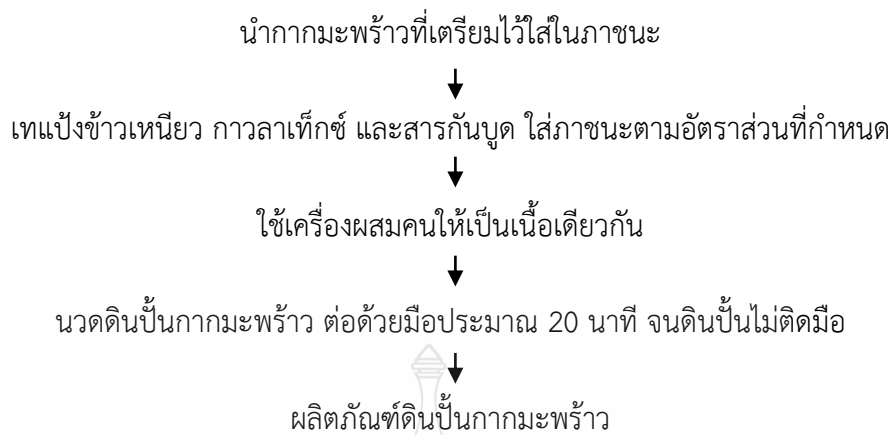 นำกากมะพร้าวที่เตรียมไว้ใส่ในภาชนะ
เทแป้งข้าวเหนียว กาวลาเท็กซ์ และสารกันบูด ใส่ภาชนะตามอัตราส่วนที่กำหนด
ใช้เครื่องผสมคนให้เป็นเนื้อเดียวกัน
นวดดินปั้นกากมะพร้าว ต่อด้วยมือประมาณ 20 นาที จนดินปั้นไม่ติดมือ
ผลิตภัณฑ์ดินปั้นกากมะพร้าว